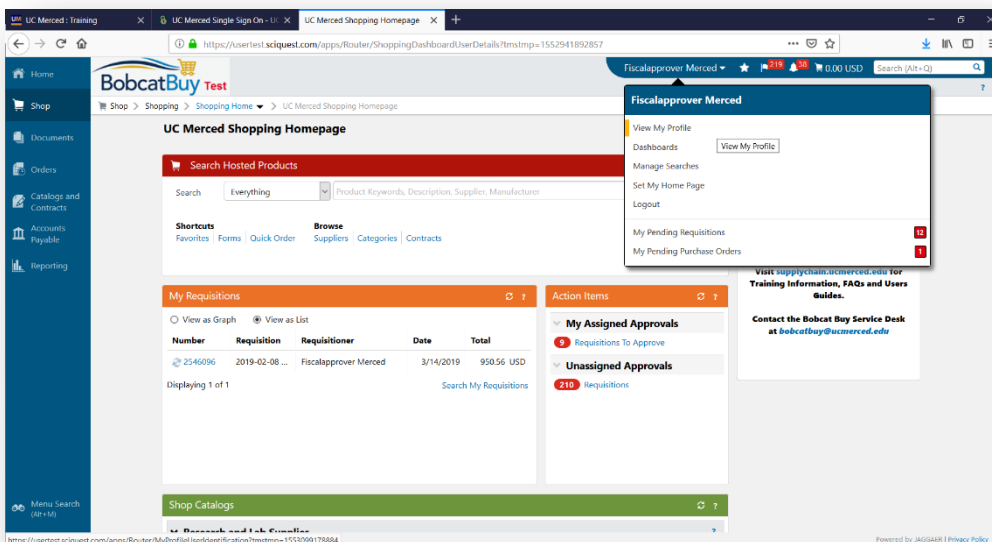 UC Merced : Training
UC Merced Single Sign On - UC
UC Merced Shopping Homepage
https://usertest.sciquest.com/apps/Router/ShoppingDashboardUserDetails?tmstmp=1552941892857
Home
Shop
Documents
Orders
Catalogs and
Contracts
Accounts
Payable
Reporting
Menu Search
(Alt+M)
BobcatBuy Test
Fiscalapprover Merced
219
38
0.00 USD
Search (Alt+Q)
?
Shop > Shopping > Shopping Home > UC Merced Shopping Homepage
UC Merced Shopping Homepage
Fiscalapprover Merced
View My Profile
Dashboards
View My Profile
Manage Searches
Set My Home Page
Logout
My Pending Requisitions 12
My Pending Purchase Orders 1
Search Hosted Products
Search Everything Product Keywords, Description, Supplier, Manufacturer
Shortcuts
Favorites Forms Quick Order
Browse
Suppliers Categories Contracts
My Requisitions ?
View as Graph View as List
Number Requisition Requisitioner Date Total
2546096 2019-02-08 ... Fiscalapprover Merced 3/14/2019 950.56 USD
Displaying 1 of 1 Search My Requisitions
Action Items ?
My Assigned Approvals
9 Requisitions To Approve
Unassigned Approvals
210 Requisitions
Visit supplychain.ucmerced.edu for
Training Information, FAQs and Users
Guides.
Contact the Bobcat Buy Service Desk
at bobcatbuy@ucmerced.edu
Shop Catalogs ?
Research and Lab Supplies ?
https://usertest.sciquest.com/apps/Router/MyProfileUserIdentification?tmstmp=1553099178884
Powered by JAGGAER | Privacy Policy